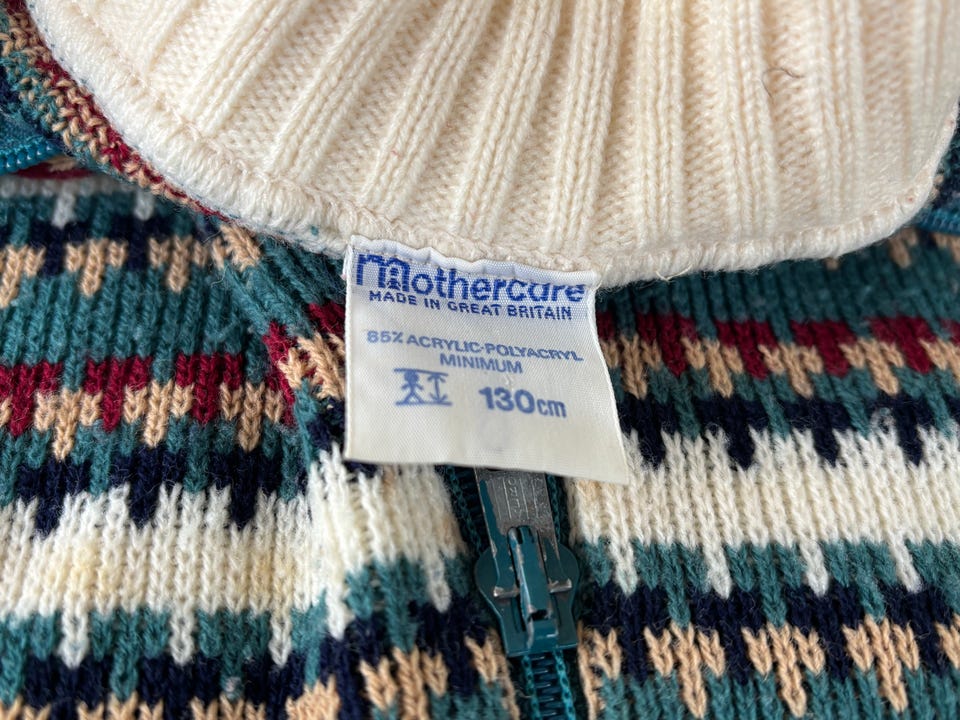 mothercare
MADE IN GREAT BRITAIN
85% ACRYLIC-POLYACRYL
MINIMUM
130cm